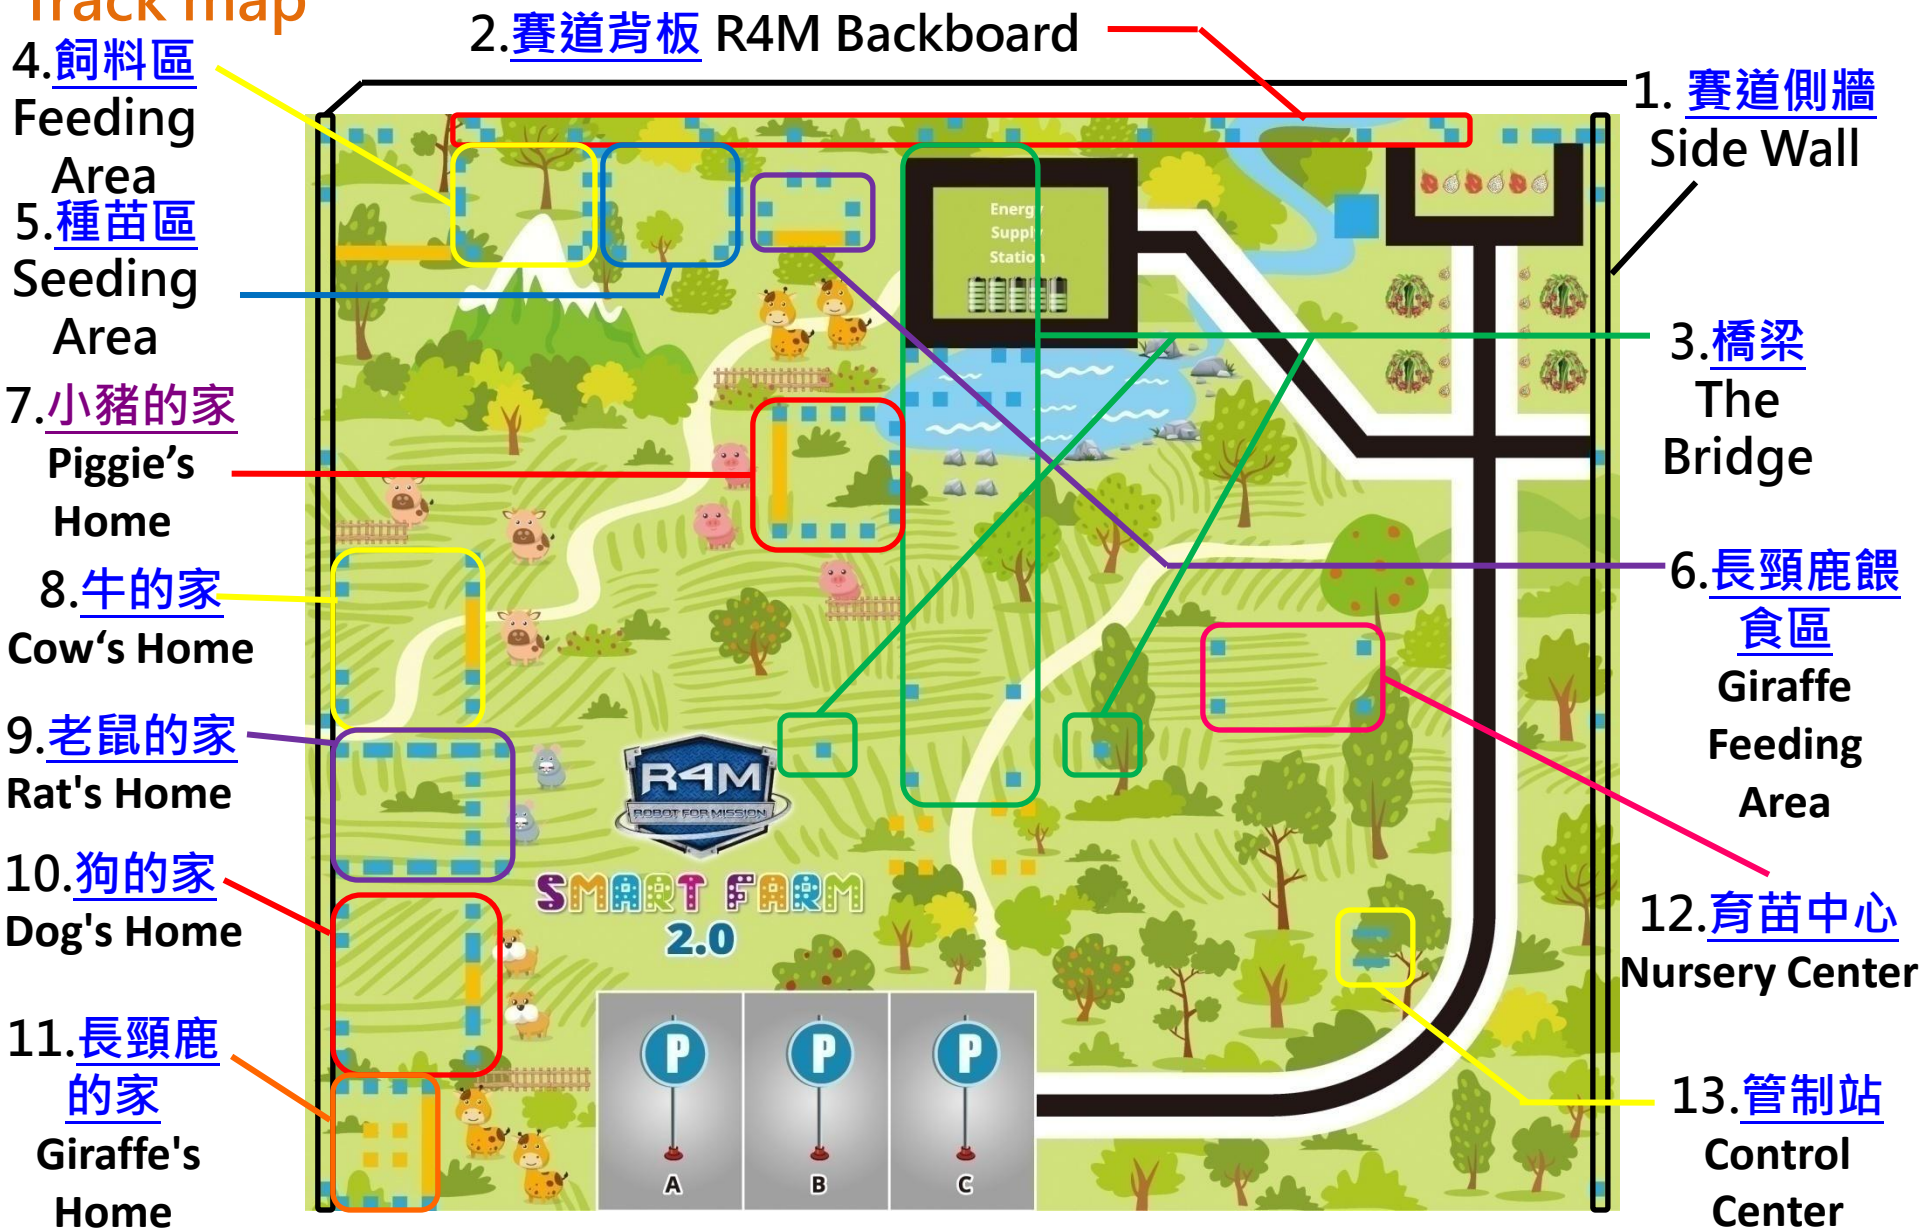 Track map
2.賽道背板 R4M Backboard
4.飼料區
Feeding
Area
5.種苗區
Seeding
Area
7.小豬的家
Piggie’s
Home
8.牛的家
Cow‘s Home
9.老鼠的家
Rat's Home
10.狗的家
Dog's Home
11.長頸鹿
的家
Giraffe's
Home
1. 賽道側牆
Side Wall
3.橋梁
The
Bridge
6.長頸鹿餵
食區
Giraffe
Feeding
Area
12.育苗中心
Nursery Center
13.管制站
Control
Center
Energy
Supply
Station
R4M
ROBOT FOR MISSION
SMART FARM
2.0
P
P
P
A
B
C